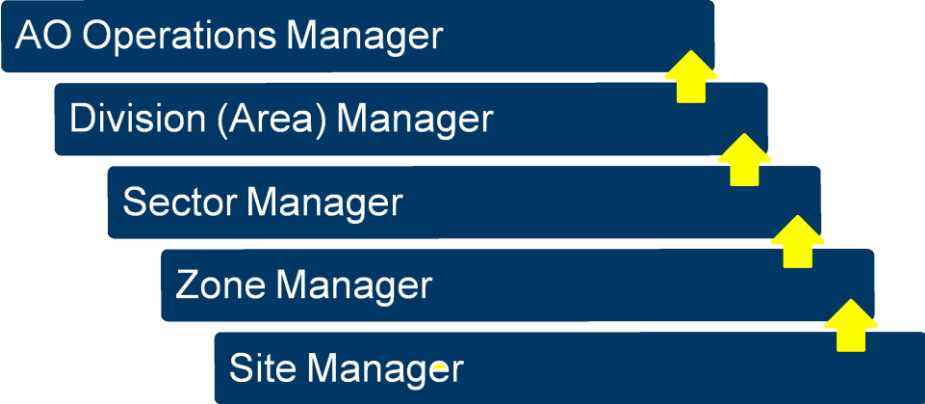 AO Operations Manager
Division (Area) Manager
Sector Manager
Zone Manager
Site Manager